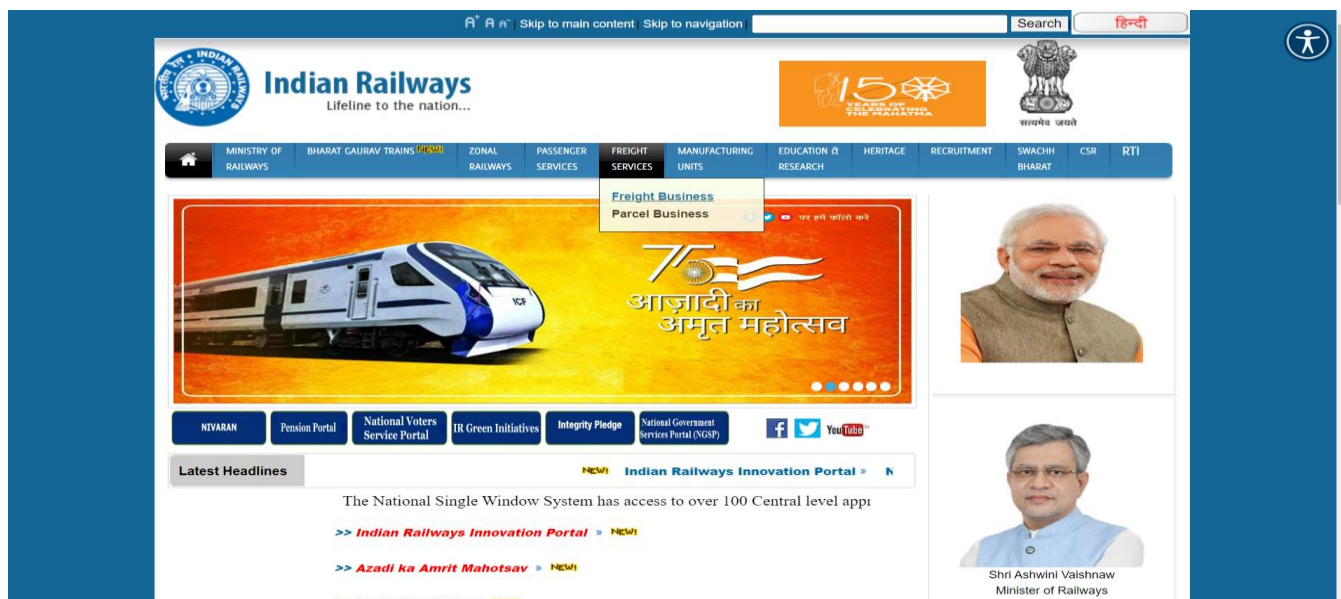 A+ A A- | Skip to main content | Skip to navigation |
Search
हिन्दी
भारतीय रेल
INDIAN RAILWAYS
Indian Railways
Lifeline to the nation...
150
YEARS OF
CELEBRATING
THE MAHATMA
सत्यमेव जयते
MINISTRY OF
RAILWAYS
BHARAT GAURAV TRAINS NEW!
ZONAL
RAILWAYS
PASSENGER
SERVICES
FREIGHT
SERVICES
MANUFACTURING
UNITS
EDUCATION &
RESEARCH
HERITAGE
RECRUITMENT
SWACHH
BHARAT
CSR
RTI
Freight Business
Parcel Business
पर हमें फॉलो करें
ICF
75
आज़ादी का
अमृत महोत्सव
NIVARAN
Pension Portal
National Voters
Service Portal
IR Green Initiatives
Integrity Pledge
National Government
Services Portal (NGSP)
f
YouTube
Latest Headlines
NEW! Indian Railways Innovation Portal » N
The National Single Window System has access to over 100 Central level appr
>> Indian Railways Innovation Portal » NEW!
>> Azadi ka Amrit Mahotsav » NEW!
Shri Ashwini Vaishnaw
Minister of Railways